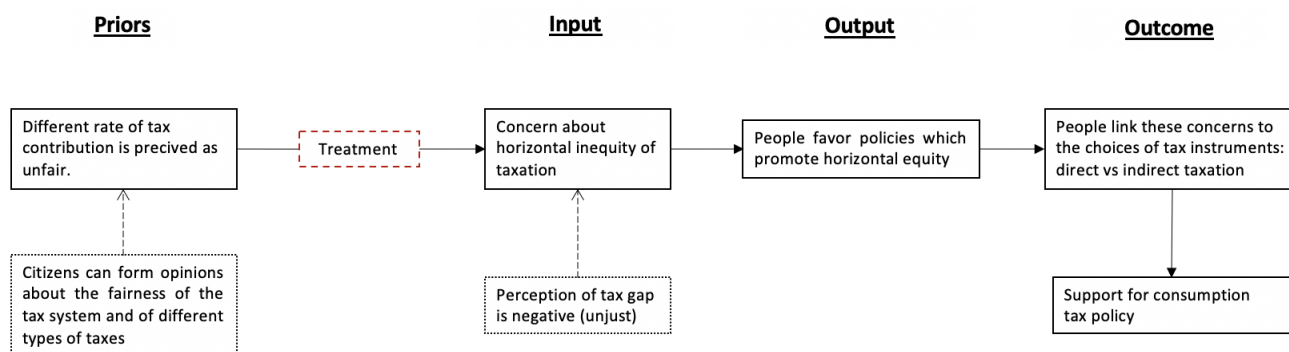 Priors
Input
Output
Outcome
Different rate of tax
contribution is precived as
unfair.
Treatment
Concern about
horizontal inequity of
taxation
People favor policies which
promote horizontal equity
People link these concerns to
the choices of tax instruments:
direct vs indirect taxation
Citizens can form opinions
about the fairness of the
tax system and of different
types of taxes
Perception of tax gap
is negative (unjust)
Support for consumption
tax policy